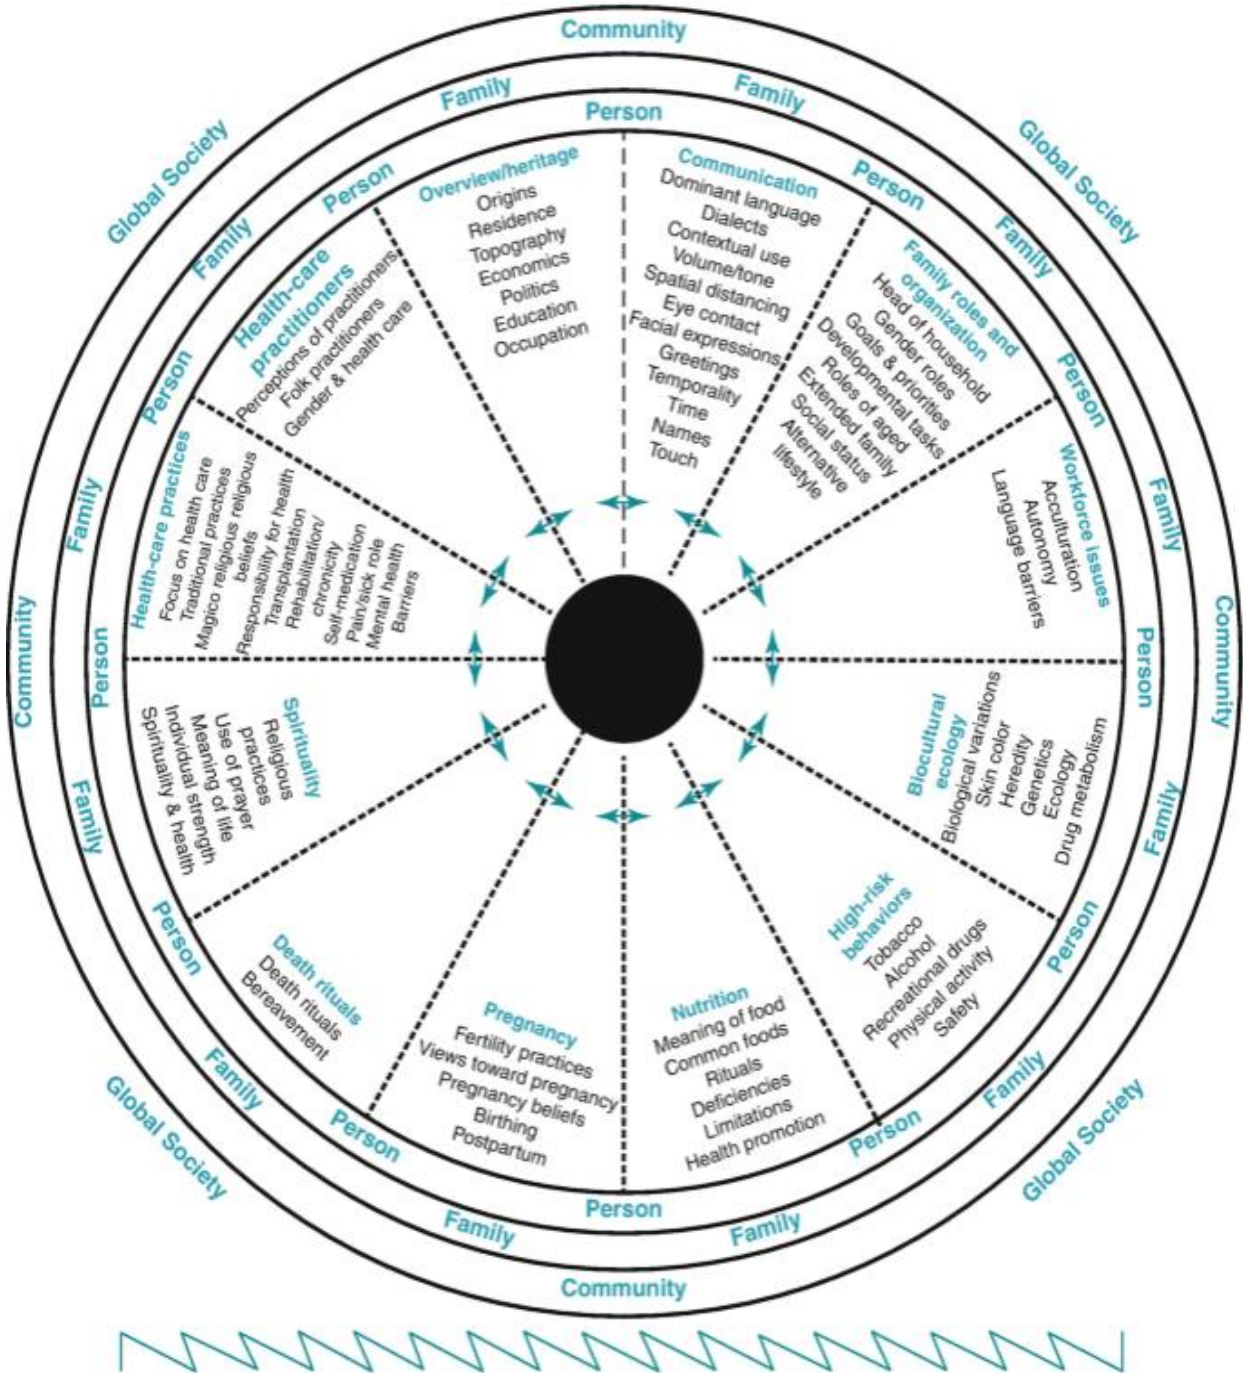 Community
Family
Family
Person
Global Society
Global Society
Person
Person
Family
Family
Overview/heritage
Origins
Residence
Topography
Economics
Politics
Education
Occupation
Communication
Dominant language
Dialects
Contextual use
Volume/tone
Spatial distancing
Eye contact
Facial expressions
Greetings
Temporality
Time
Names
Touch
Family roles and
organization
Head of household
Gender roles
Goals & priorities
Developmental tasks
Roles of aged
Extended family
Social status
Alternative
lifestyle
Person
Family
Workforce issues
Acculturation
Autonomy
Language barriers
Person
Community
Biocultural
ecology
Biological variations
Skin color
Heredity
Genetics
Ecology
Drug metabolism
Family
Person
High-risk
behaviors
Tobacco
Alcohol
Recreational drugs
Physical activity
Safety
Family
Global Society
Person
Nutrition
Meaning of food
Common foods
Rituals
Deficiencies
Limitations
Health promotion
Family
Person
Community
Pregnancy
Fertility practices
Views toward pregnancy
Pregnancy beliefs
Birthing
Postpartum
Family
Person
Death rituals
Death rituals
Bereavement
Family
Global Society
Person
Spirituality
Religious
practices
Use of prayer
Meaning of life
Individual strength
Spirituality & health
Family
Person
Community
Health-care practices
Focus on health care
Traditional practices
Magico religious religious
beliefs
Responsibility for health
Transplantation
Rehabilitation/
chronicity
Self-medication
Pain/sick role
Mental health
Barriers
Family
Person
Health-care
practitioners
Perceptions of practitioners
Folk practitioners
Gender & health care